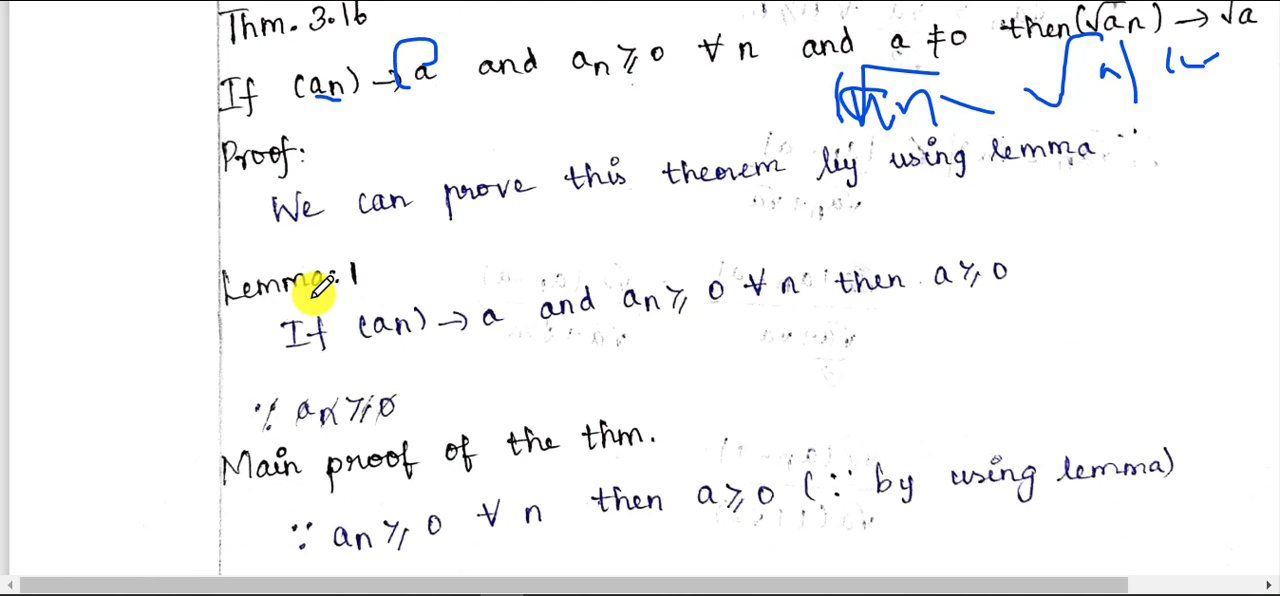 Thm. 3.16
If (an) → a and an ⩾ 0 ∀ n and a ≠ 0 then (√an) → √a
Proof:
We can prove this theorem by using lemma
Lemma: 1
If (an) → a and an ⩾ 0 ∀ n then a ⩾ 0
∵ an ⩾ 0
Main proof of the thm.
∵ an ⩾ 0 ∀ n then a ⩾ 0 (∵ by using lemma)